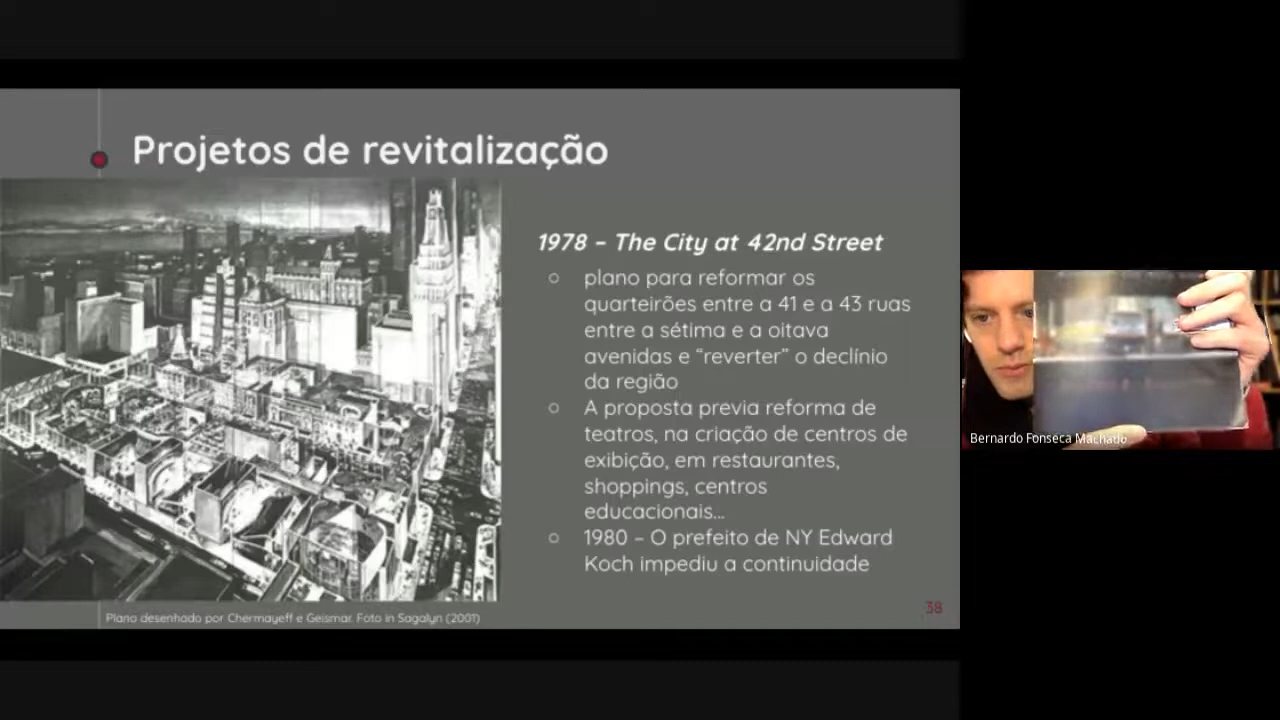 Projetos de revitalização
1978 – The City at 42nd Street
plano para reformar os
quarteirões entre a 41 e a 43 ruas
entre a sétima e a oitava
avenidas e “reverter” o declínio
da região
A proposta previa reforma de
teatros, na criação de centros de
exibição, em restaurantes,
shoppings, centros
educacionais...
1980 – O prefeito de NY Edward
Koch impediu a continuidade
Plano desenhado por Chermayeff e Geismar. Foto in Sagalyn (2001)
38
Bernardo Fonseca Machado